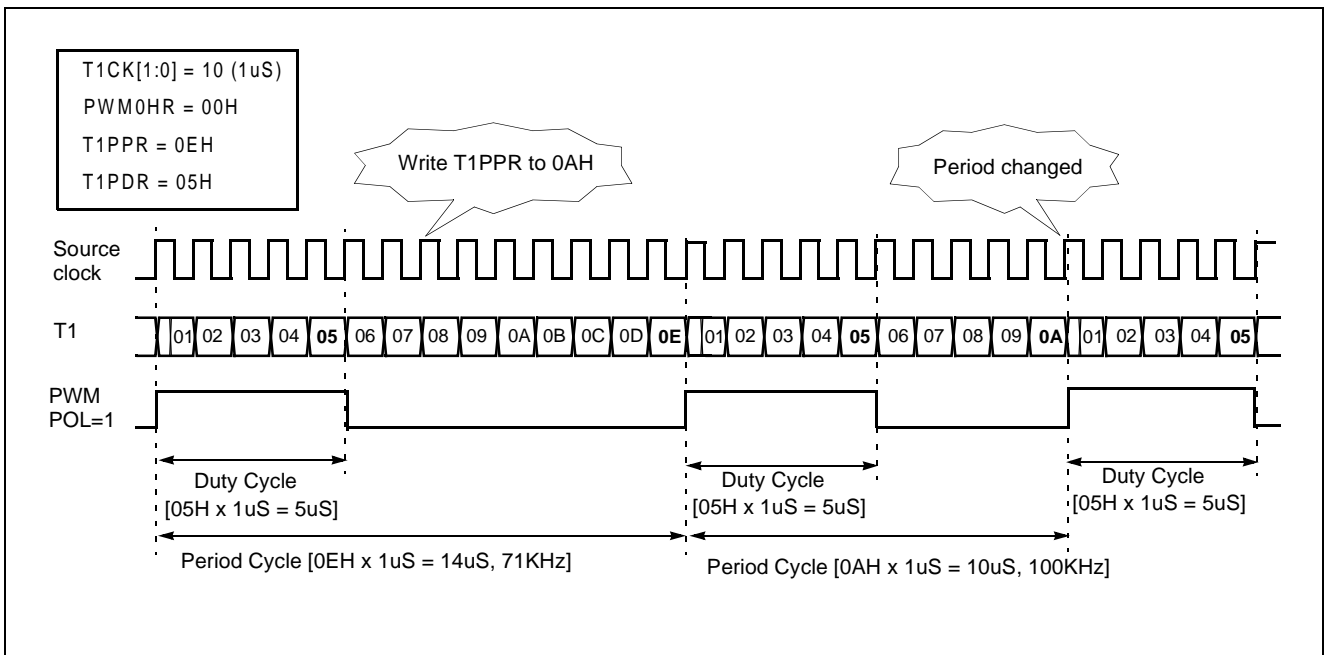 T1CK[1:0] = 10 (1uS)
PWM0HR = 00H
T1PPR = 0EH
T1PDR = 05H
Write T1PPR to 0AH
Period changed
Source
clock
T1
01 02 03 04 05 06 07 08 09 0A 0B 0C 0D 0E 01 02 03 04 05 06 07 08 09 0A 01 02 03 04 05
PWM
POL=1
Duty Cycle
[05H x 1uS = 5uS]
Duty Cycle
[05H x 1uS = 5uS]
Duty Cycle
[05H x 1uS = 5uS]
Period Cycle [0EH x 1uS = 14uS, 71KHz]
Period Cycle [0AH x 1uS = 10uS, 100KHz]